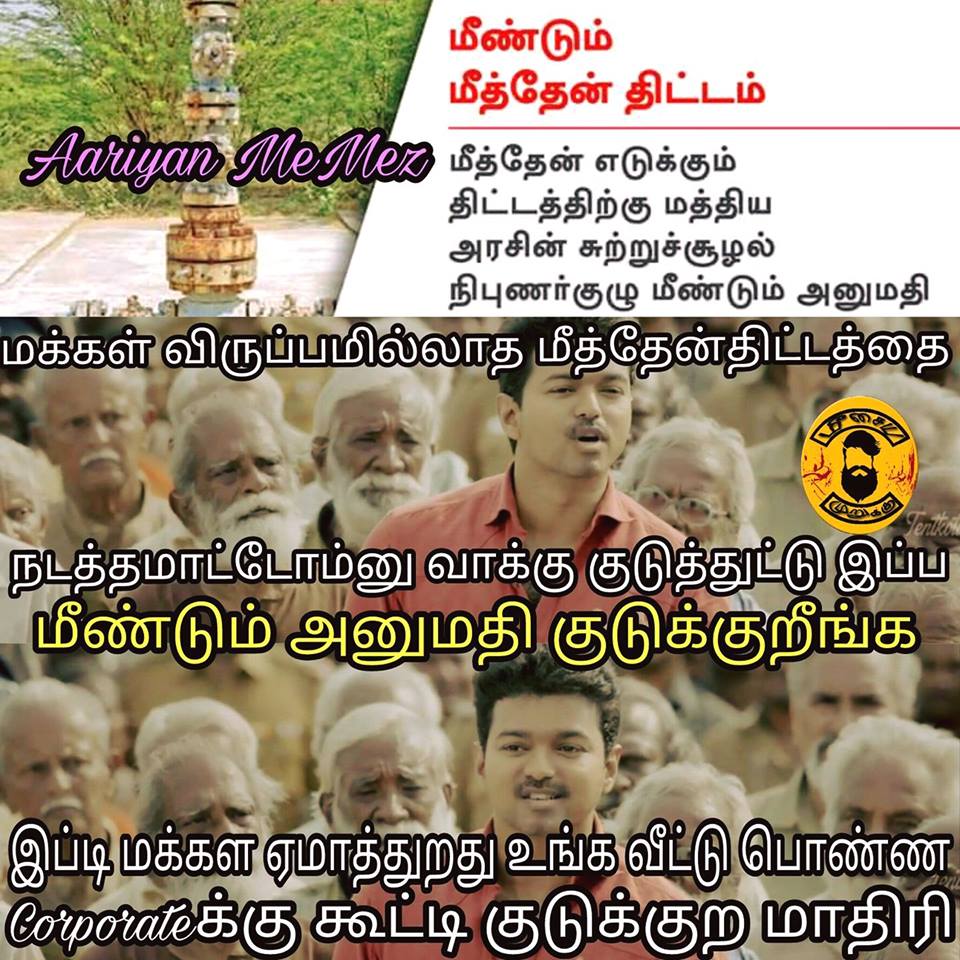 மீண்டும்
மீத்தேன் திட்டம்
Aariyan MeMez
மீத்தேன் எடுக்கும்
திட்டத்திற்கு மத்திய
அரசின் சுற்றுச்சூழல்
நிபுணர்குழு மீண்டும் அனுமதி
மக்கள் விருப்பமில்லாத மீத்தேன்திட்டத்தை
மீசைய
முறுக்கு
நடத்தமாட்டோம்னு வாக்கு குடுத்துட்டு இப்ப
மீண்டும் அனுமதி குடுக்குறீங்க
இப்டி மக்கள ஏமாத்துறது உங்க வீட்டு பொண்ண
Corporateக்கு கூட்டி குடுக்குற மாதிரி